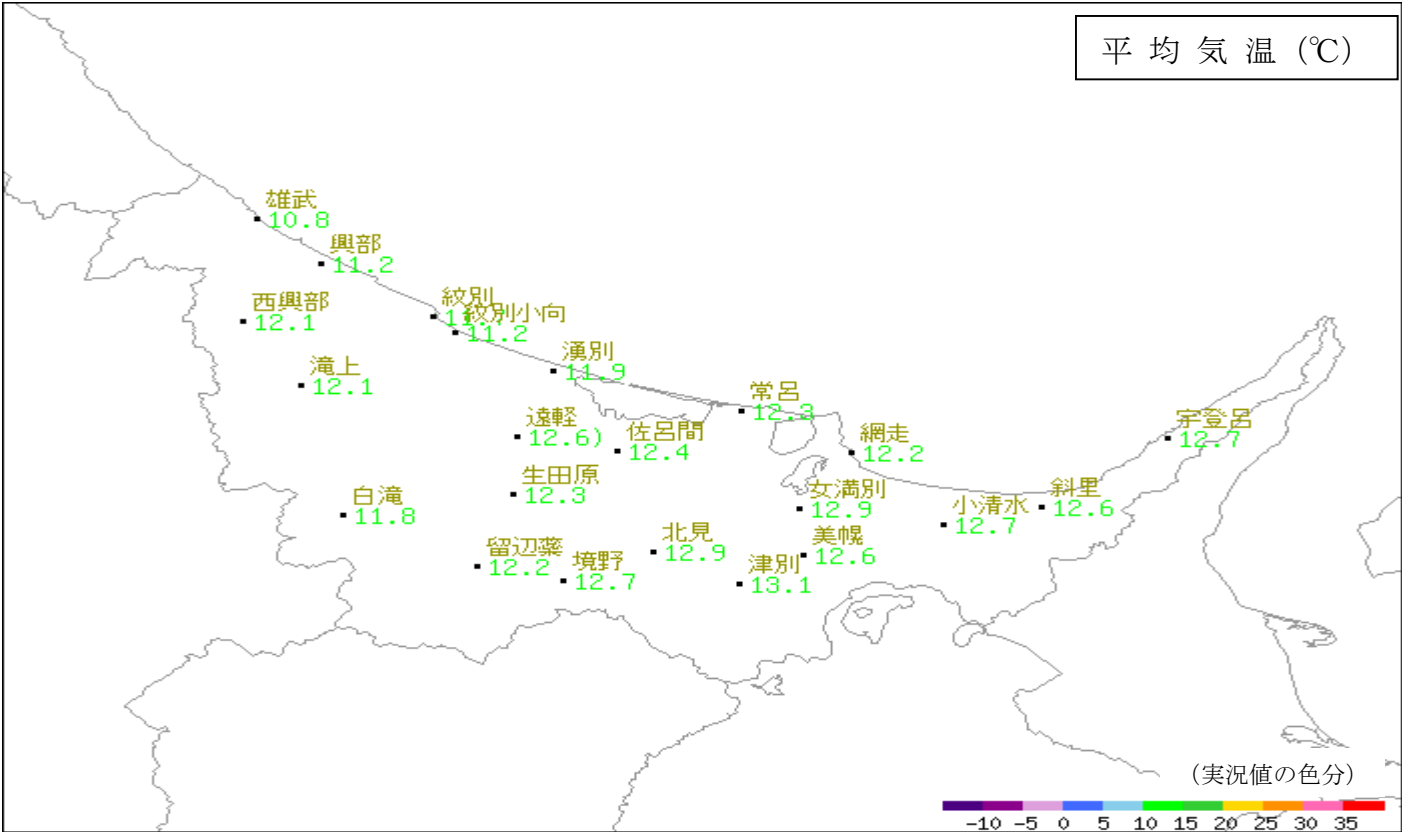 平均気温（℃）
雄武
10.8
興部
11.2
西興部
12.1
紋別
11.
紋別小向
11.2
湧別
11.9
滝上
12.1
常呂
12.3
遠軽
12.6)
佐呂間
12.4
網走
12.2
宇登呂
12.7
生田原
12.3
白滝
11.8
女満別
12.9
小清水
12.7
斜里
12.6
北見
12.9
美幌
12.6
留辺蘂
12.2
境野
12.7
津別
13.1
（実況値の色分）
-10 -5 0 5 10 15 20 25 30 35